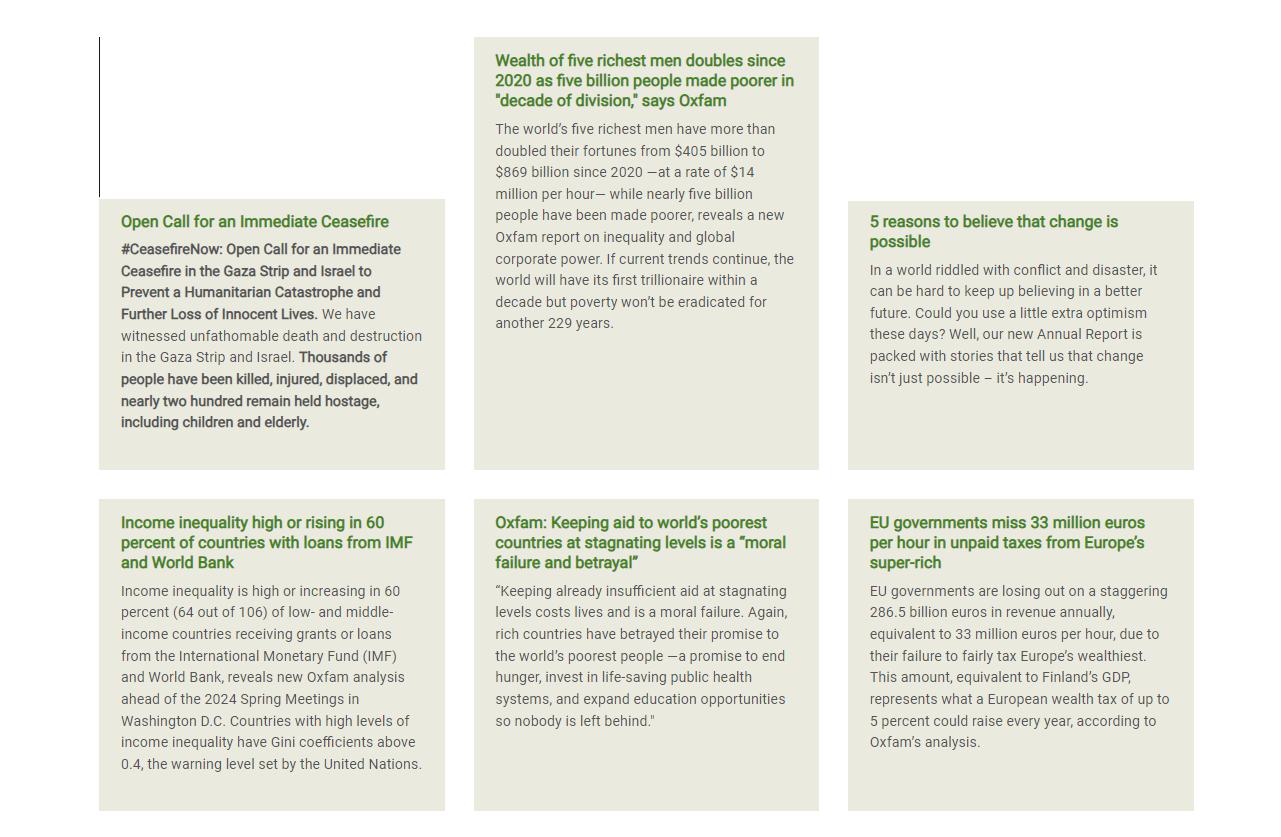 Open Call for an Immediate Ceasefire
#CeasefireNow: Open Call for an Immediate
Ceasefire in the Gaza Strip and Israel to
Prevent a Humanitarian Catastrophe and
Further Loss of Innocent Lives. We have
witnessed unfathomable death and destruction
in the Gaza Strip and Israel. Thousands of
people have been killed, injured, displaced, and
nearly two hundred remain held hostage,
including children and elderly.
Wealth of five richest men doubles since
2020 as five billion people made poorer in
"decade of division," says Oxfam
The world’s five richest men have more than
doubled their fortunes from $405 billion to
$869 billion since 2020 —at a rate of $14
million per hour— while nearly five billion
people have been made poorer, reveals a new
Oxfam report on inequality and global
corporate power. If current trends continue, the
world will have its first trillionaire within a
decade but poverty won’t be eradicated for
another 229 years.
5 reasons to believe that change is
possible
In a world riddled with conflict and disaster, it
can be hard to keep up believing in a better
future. Could you use a little extra optimism
these days? Well, our new Annual Report is
packed with stories that tell us that change
isn’t just possible – it’s happening.
Income inequality high or rising in 60
percent of countries with loans from IMF
and World Bank
Income inequality is high or increasing in 60
percent (64 out of 106) of low- and middle-
income countries receiving grants or loans
from the International Monetary Fund (IMF)
and World Bank, reveals new Oxfam analysis
ahead of the 2024 Spring Meetings in
Washington D.C. Countries with high levels of
income inequality have Gini coefficients above
0.4, the warning level set by the United Nations.
Oxfam: Keeping aid to world’s poorest
countries at stagnating levels is a “moral
failure and betrayal”
“Keeping already insufficient aid at stagnating
levels costs lives and is a moral failure. Again,
rich countries have betrayed their promise to
the world’s poorest people —a promise to end
hunger, invest in life-saving public health
systems, and expand education opportunities
so nobody is left behind."
EU governments miss 33 million euros
per hour in unpaid taxes from Europe’s
super-rich
EU governments are losing out on a staggering
286.5 billion euros in revenue annually,
equivalent to 33 million euros per hour, due to
their failure to fairly tax Europe’s wealthiest.
This amount, equivalent to Finland’s GDP,
represents what a European wealth tax of up to
5 percent could raise every year, according to
Oxfam’s analysis.